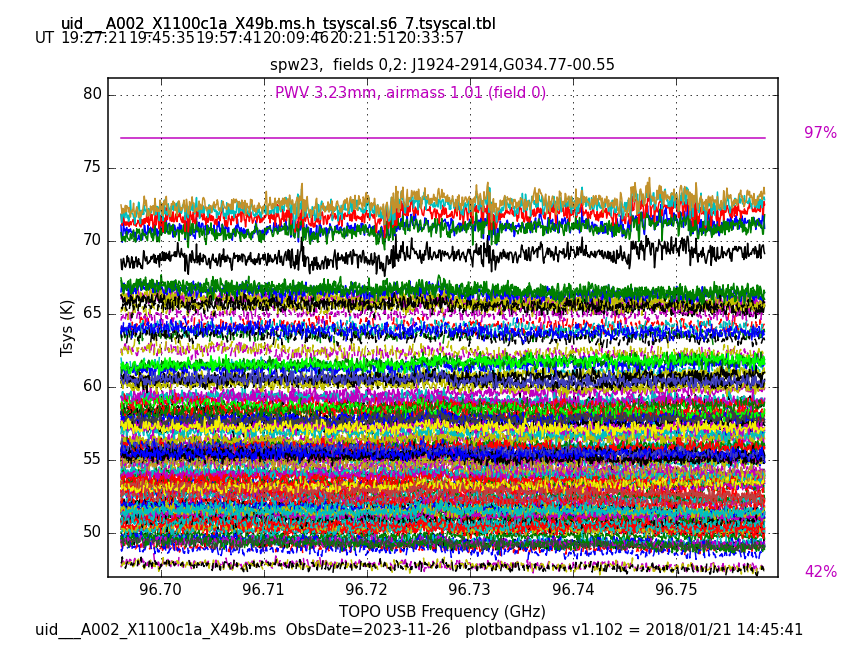 uid___A002_X1100c1a_X49b.ms.h_tsyscal.s6_7.tsyscal.tbl
UT 19:27:21 19:45:35 19:57:41 20:09:46 20:21:51 20:33:57
spw23,  fields 0,2: J1924-2914,G034.77-00.55
PWV 3.23mm, airmass 1.01 (field 0)
80
97%
75
70
65
Tsys (K)
60
55
50
42%
96.70 96.71 96.72 96.73 96.74 96.75
TOPO USB Frequency (GHz)
uid___A002_X1100c1a_X49b.ms  ObsDate=2023-11-26   plotbandpass v1.102 = 2018/01/21 14:45:41